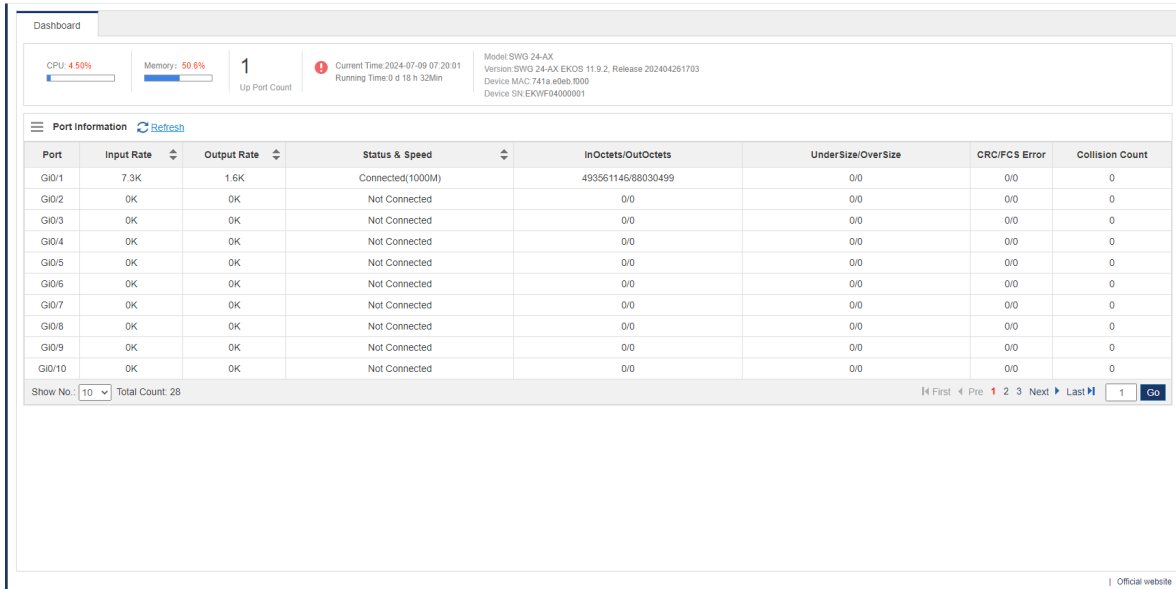 Dashboard
CPU: 4.50%
Memory: 50.6%
1
Up Port Count
Current Time:2024-07-09 07:20:01
Running Time:0 d 18 h 32Min
Model:SWG 24-AX
Version:SWG 24-AX EKOS 11.9.2, Release 202404261703
Device MAC:741a.e0eb.f000
Device SN:EKWF04000001
Port Information Refresh
Port Input Rate Output Rate Status & Speed InOctets/OutOctets UnderSize/OverSize CRC/FCS Error Collision Count
Gi0/1 7.3K 1.6K Connected(1000M) 493561146/88030499 0/0 0/0 0
Gi0/2 0K 0K Not Connected 0/0 0/0 0/0 0
Gi0/3 0K 0K Not Connected 0/0 0/0 0/0 0
Gi0/4 0K 0K Not Connected 0/0 0/0 0/0 0
Gi0/5 0K 0K Not Connected 0/0 0/0 0/0 0
Gi0/6 0K 0K Not Connected 0/0 0/0 0/0 0
Gi0/7 0K 0K Not Connected 0/0 0/0 0/0 0
Gi0/8 0K 0K Not Connected 0/0 0/0 0/0 0
Gi0/9 0K 0K Not Connected 0/0 0/0 0/0 0
Gi0/10 0K 0K Not Connected 0/0 0/0 0/0 0
Show No.: 10 Total Count: 28 First Pre 1 2 3 Next Last 1 Go
| Official website